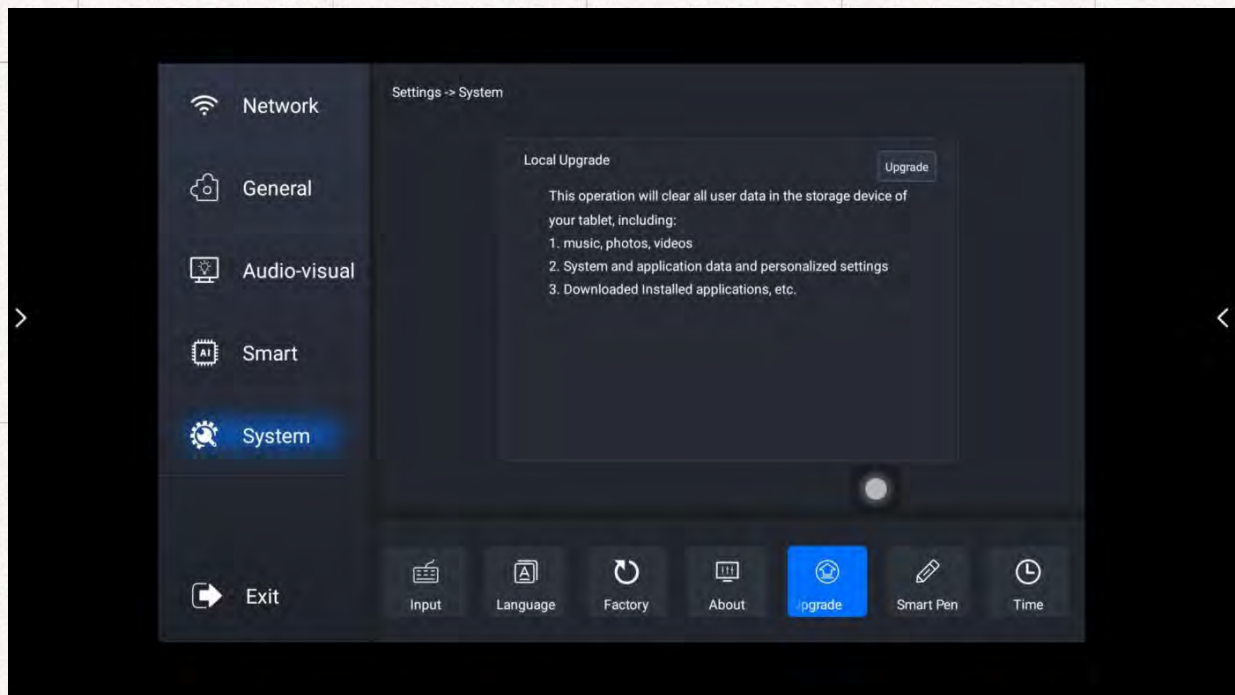 Network
General
Audio-visual
AI
Smart
System
Exit
Settings -> System
Local Upgrade
Upgrade
This operation will clear all user data in the storage device of
your tablet, including:
1. music, photos, videos
2. System and application data and personalized settings
3. Downloaded Installed applications, etc.
A
Input
Language
Factory
About
Upgrade
Smart Pen
Time